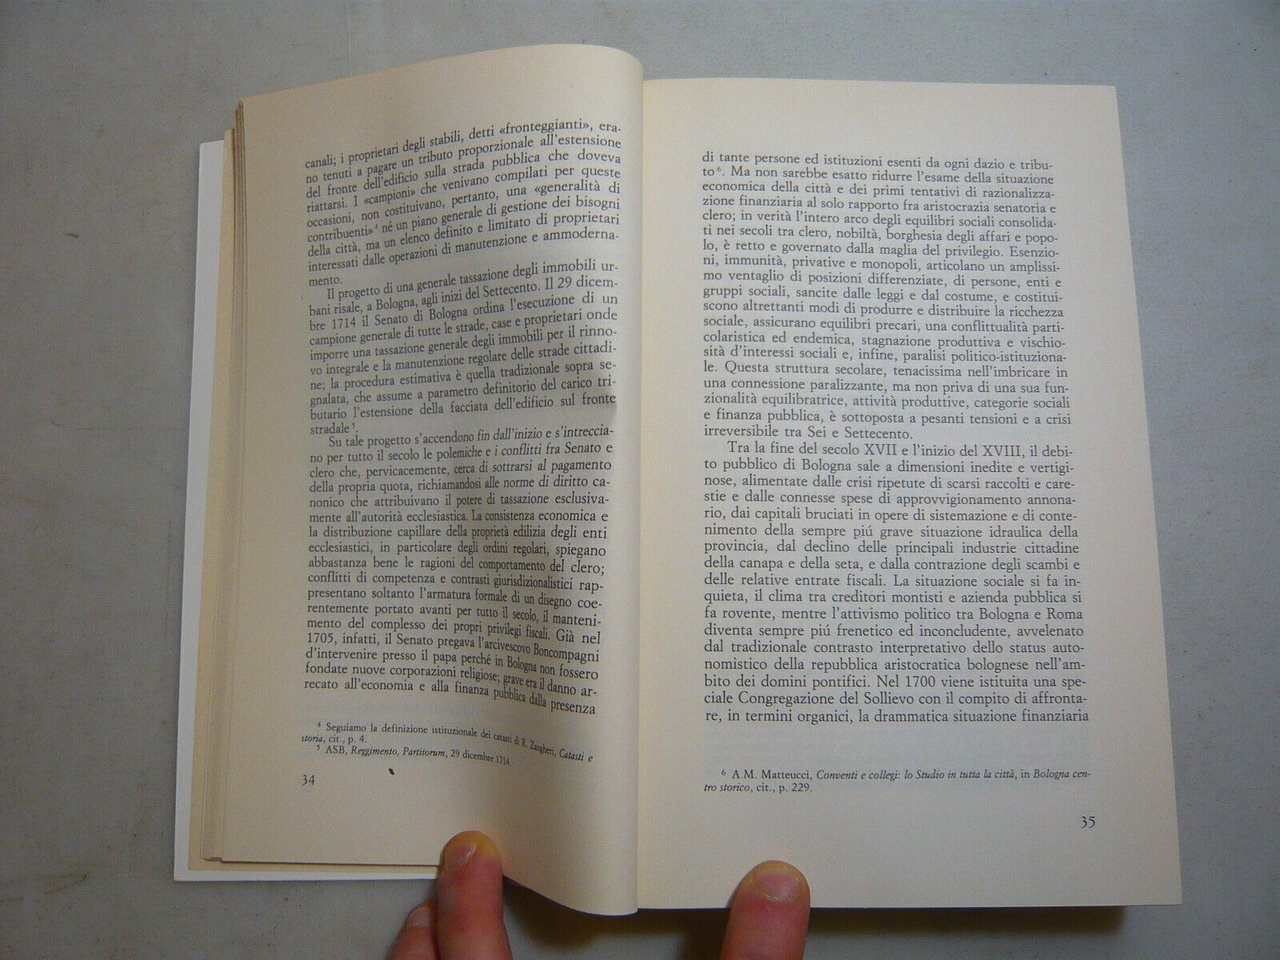 canali; i proprietari degli stabili, detti «fronteggianti», era-
no tenuti a pagare un tributo proporzionale all'estensione
del fronte dell'edificio sulla strada pubblica che doveva
riattarsi. I «campioni» che venivano compilati per queste
occasioni, non costituivano, pertanto, una «generalità di
contribuenti»⁴ né un piano generale di gestione dei bisogni
della città, ma un elenco definito e limitato di proprietari
interessati dalle operazioni di manutenzione e ammoderna-
mento.
Il progetto di una generale tassazione degli immobili ur-
bani risale, a Bologna, agli inizi del Settecento. Il 29 dicem-
bre 1714 il Senato di Bologna ordina l'esecuzione di un
campione generale di tutte le strade, case e proprietari onde
imporre una tassazione generale degli immobili per il rinno-
vo integrale e la manutenzione regolare delle strade cittadi-
ne; la procedura estimativa è quella tradizionale sopra se-
gnalata, che assume a parametro definitorio del carico tri-
butario l'estensione della facciata dell'edificio sul fronte
stradale⁵.
Su tale progetto s'accendono fin dall'inizio e s'intreccia-
no per tutto il secolo le polemiche e i conflitti fra Senato e
clero che, pervicacemente, cerca di sottrarsi al pagamento
della propria quota, richiamandosi alle norme di diritto ca-
nonico che attribuivano il potere di tassazione esclusiva-
mente all'autorità ecclesiastica. La consistenza economica e
la distribuzione capillare della proprietà edilizia degli enti
ecclesiastici, in particolare degli ordini regolari, spiegano
abbastanza bene le ragioni del comportamento del clero;
conflitti di competenza e contrasti giurisdizionalistici rap-
presentano soltanto l'armatura formale di un disegno coe-
rentemente portato avanti per tutto il secolo, il manteni-
mento del complesso dei propri privilegi fiscali. Già nel
1705, infatti, il Senato pregava l'arcivescovo Boncompagni
d'intervenire presso il papa perché in Bologna non fossero
fondate nuove corporazioni religiose; grave era il danno ar-
recato all'economia e alla finanza pubblica dalla presenza
⁴ Seguiamo la definizione istituzionale dei catasti di R. Zangheri, Catasti e
storia, cit., p. 4.
⁵ ASB, Reggimento, Partitorum, 29 dicembre 1714.
34
di tante persone ed istituzioni esenti da ogni dazio e tribu-
to⁶. Ma non sarebbe esatto ridurre l'esame della situazione
economica della città e dei primi tentativi di razionalizza-
zione finanziaria al solo rapporto fra aristocrazia senatoria e
clero; in verità l'intero arco degli equilibri sociali consolida-
ti nei secoli tra clero, nobiltà, borghesia degli affari e popo-
lo, è retto e governato dalla maglia del privilegio. Esenzio-
ni, immunità, privative e monopoli, articolano un amplissi-
mo ventaglio di posizioni differenziate, di persone, enti e
gruppi sociali, sancite dalle leggi e dal costume, e costitui-
scono altrettanti modi di produrre e distribuire la ricchezza
sociale, assicurano equilibri precari, una conflittualità parti-
colaristica ed endemica, stagnazione produttiva e vischio-
sità d'interessi sociali e, infine, paralisi politico-istituziona-
le. Questa struttura secolare, tenacissima nell'imbricare in
una connessione paralizzante, ma non priva di una sua fun-
zionalità equilibratrice, attività produttive, categorie sociali
e finanza pubblica, è sottoposta a pesanti tensioni e a crisi
irreversibile tra Sei e Settecento.
Tra la fine del secolo XVII e l'inizio del XVIII, il debi-
to pubblico di Bologna sale a dimensioni inedite e vertigi-
nose, alimentate dalle crisi ripetute di scarsi raccolti e care-
stie e dalle connesse spese di approvvigionamento annona-
rio, dai capitali bruciati in opere di sistemazione e di conte-
nimento della sempre piú grave situazione idraulica della
provincia, dal declino delle principali industrie cittadine
della canapa e della seta, e dalla contrazione degli scambi e
delle relative entrate fiscali. La situazione sociale si fa in-
quieta, il clima tra creditori montisti e azienda pubblica si
fa rovente, mentre l'attivismo politico tra Bologna e Roma
diventa sempre piú frenetico ed inconcludente, avvelenato
dal tradizionale contrasto interpretativo dello status auto-
nomistico della repubblica aristocratica bolognese nell'am-
bito dei domini pontifici. Nel 1700 viene istituita una spe-
ciale Congregazione del Sollievo con il compito di affronta-
re, in termini organici, la drammatica situazione finanziaria
⁶ A.M. Matteucci, Conventi e collegi: lo Studio in tutta la città, in Bologna cen-
tro storico, cit., p. 229.
35